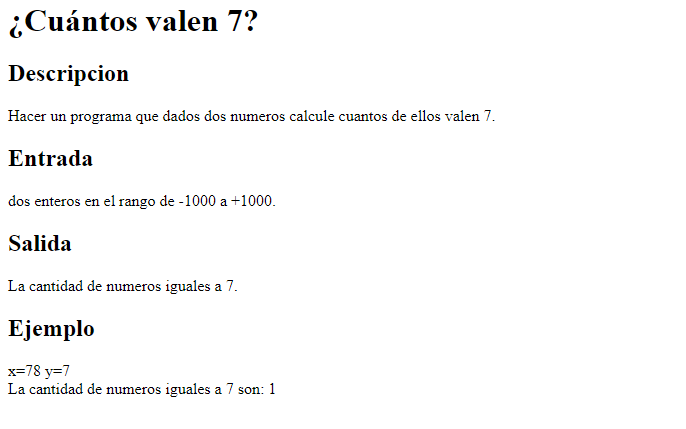 ¿Cuántos valen 7?
Descripcion
Hacer un programa que dados dos numeros calcule cuantos de ellos valen 7.
Entrada
dos enteros en el rango de -1000 a +1000.
Salida
La cantidad de numeros iguales a 7.
Ejemplo
x=78 y=7
La cantidad de numeros iguales a 7 son: 1